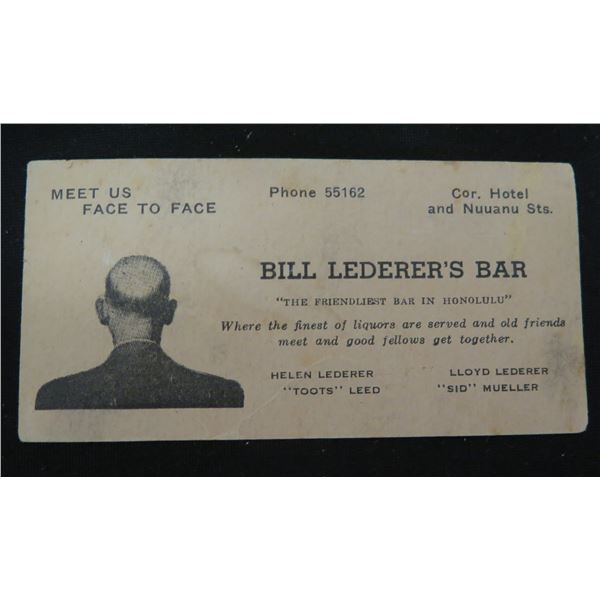 MEET US
FACE TO FACE
Phone 55162
Cor. Hotel
and Nuuanu Sts.
BILL LEDERER'S BAR
"THE FRIENDLIEST BAR IN HONOLULU"
Where the finest of liquors are served and old friends
meet and good fellows get together.
HELEN LEDERER
"TOOTS" LEED
LLOYD LEDERER
"SID" MUELLER